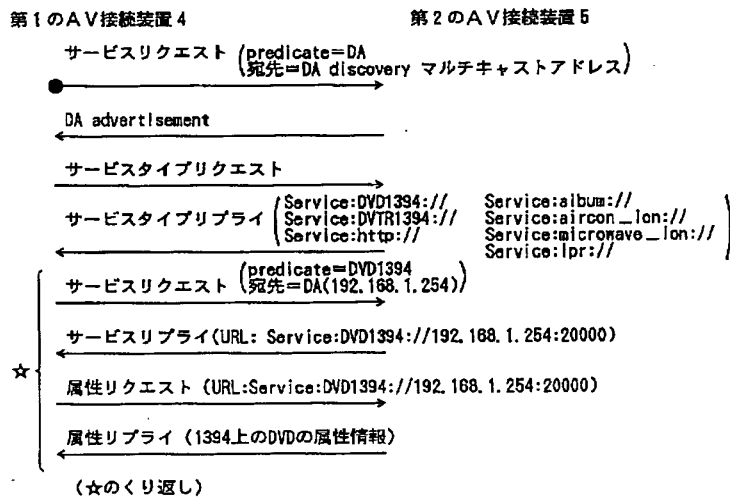 第1のAV接続装置4 第2のAV接続装置5
サービスリクエスト (predicate=DA
宛先=DA discovery マルチキャストアドレス)
DA advertisement
サービスタイプリクエスト
サービスタイプリプライ (Service:DVD1394:// Service:album://
Service:DVTR1394:// Service:aircon_lon://
Service:http:// Service:microwave_lon://
Service:lpr://)
サービスリクエスト (predicate=DVD1394
宛先=DA(192.168.1.254))
サービスリプライ(URL: Service:DVD1394://192.168.1.254:20000)
☆
属性リクエスト (URL:Service:DVD1394://192.168.1.254:20000)
属性リプライ (1394上のDVDの属性情報)
(☆のくり返し)